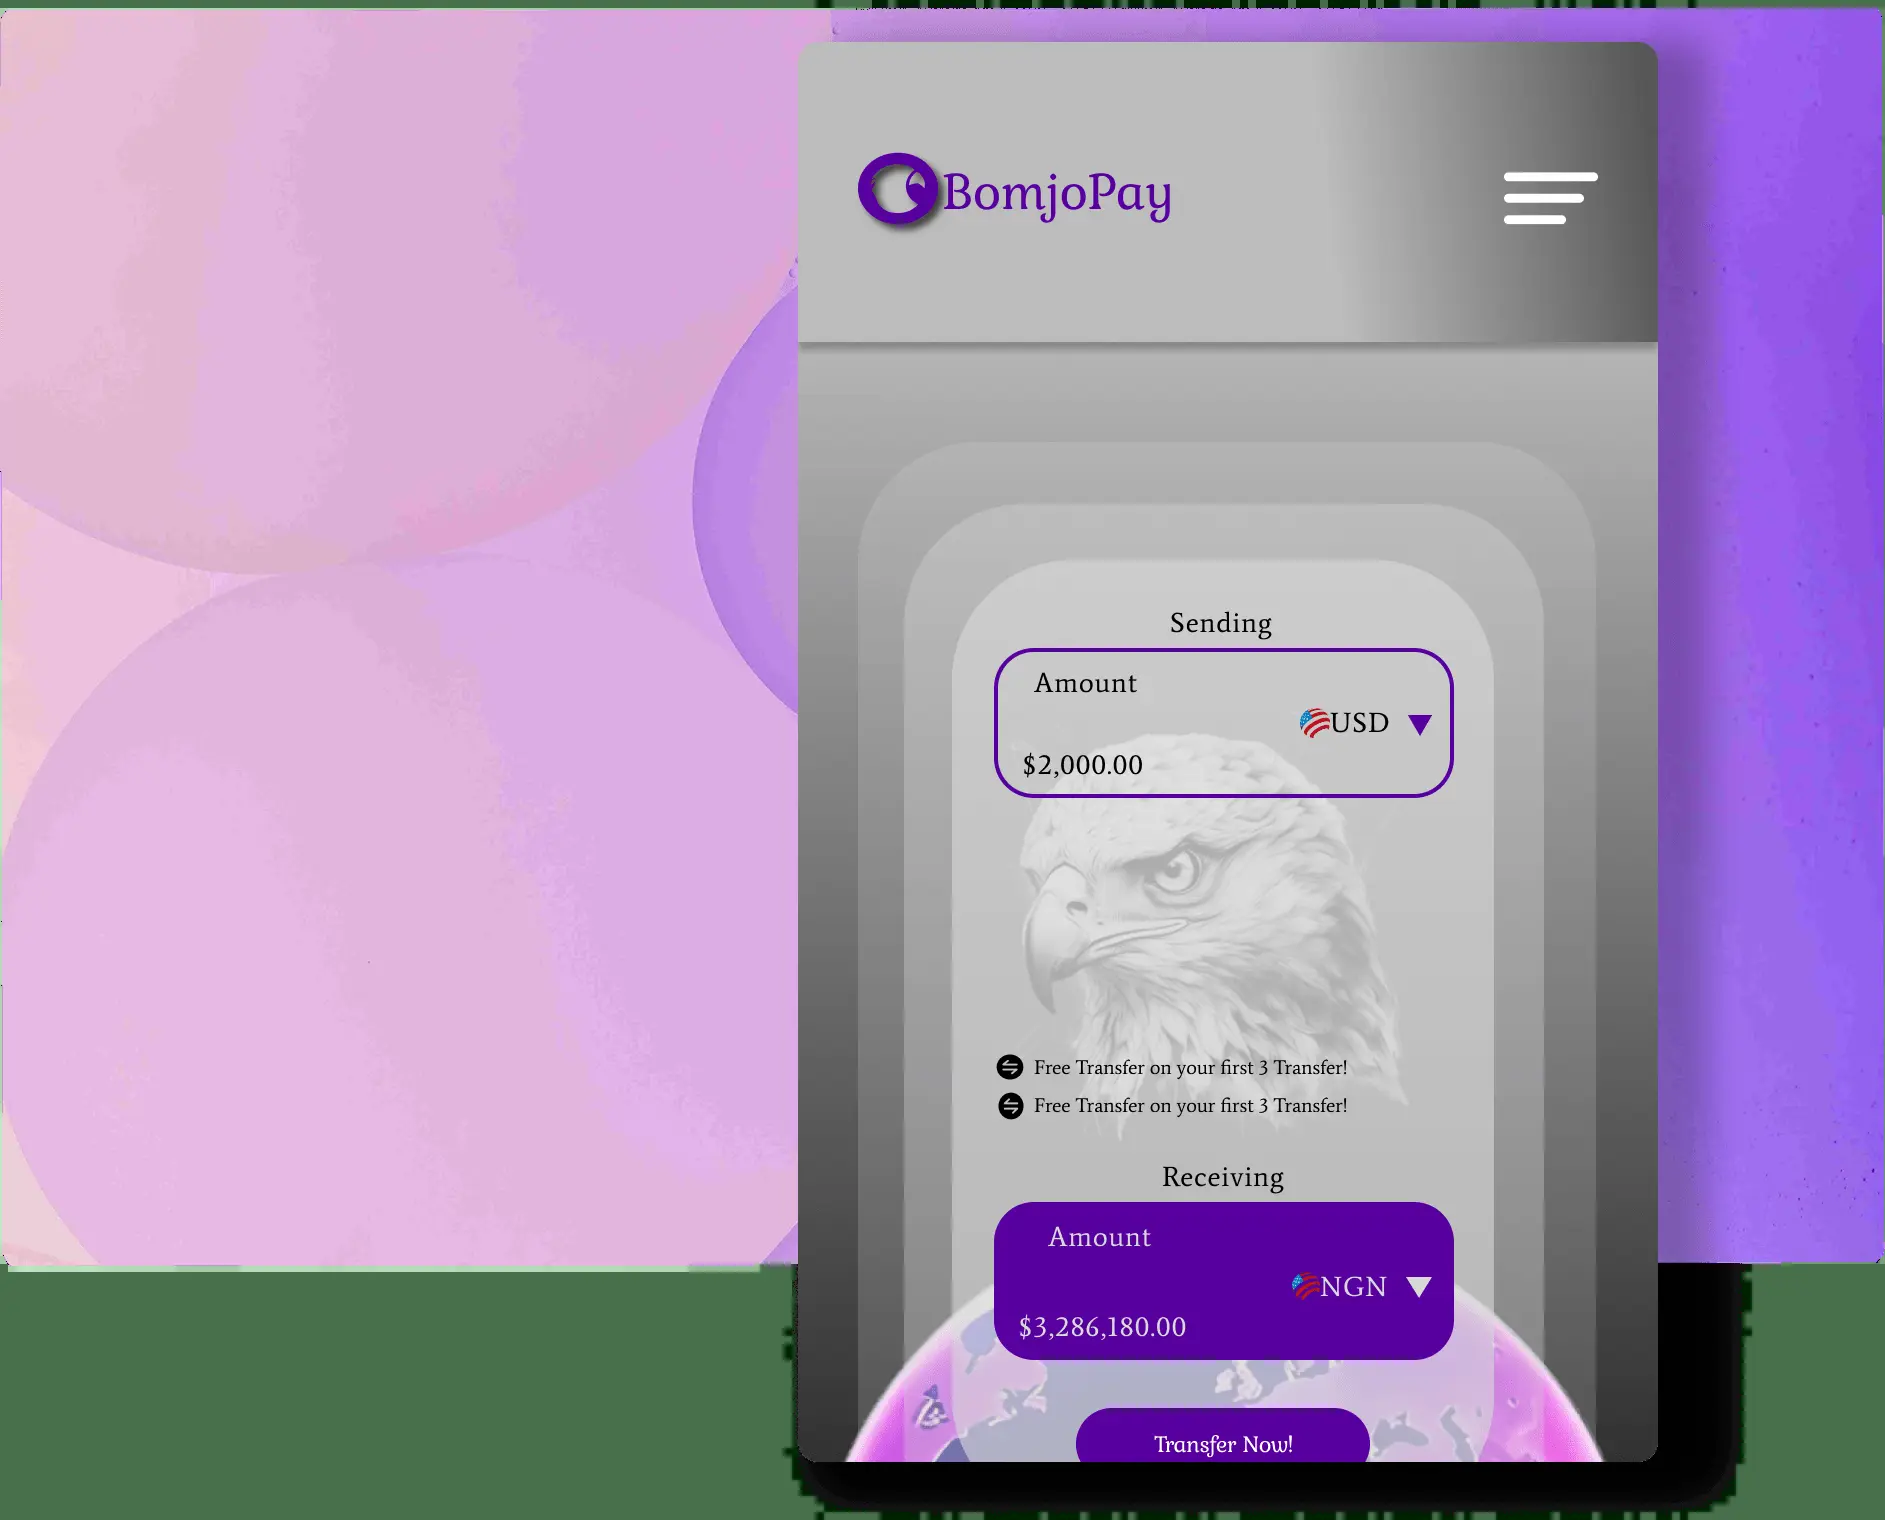 BomjoPay
Sending
Amount
USD
$2,000.00
Free Transfer on your first 3 Transfer!
Free Transfer on your first 3 Transfer!
Receiving
Amount
NGN
$3,286,180.00
Transfer Now!